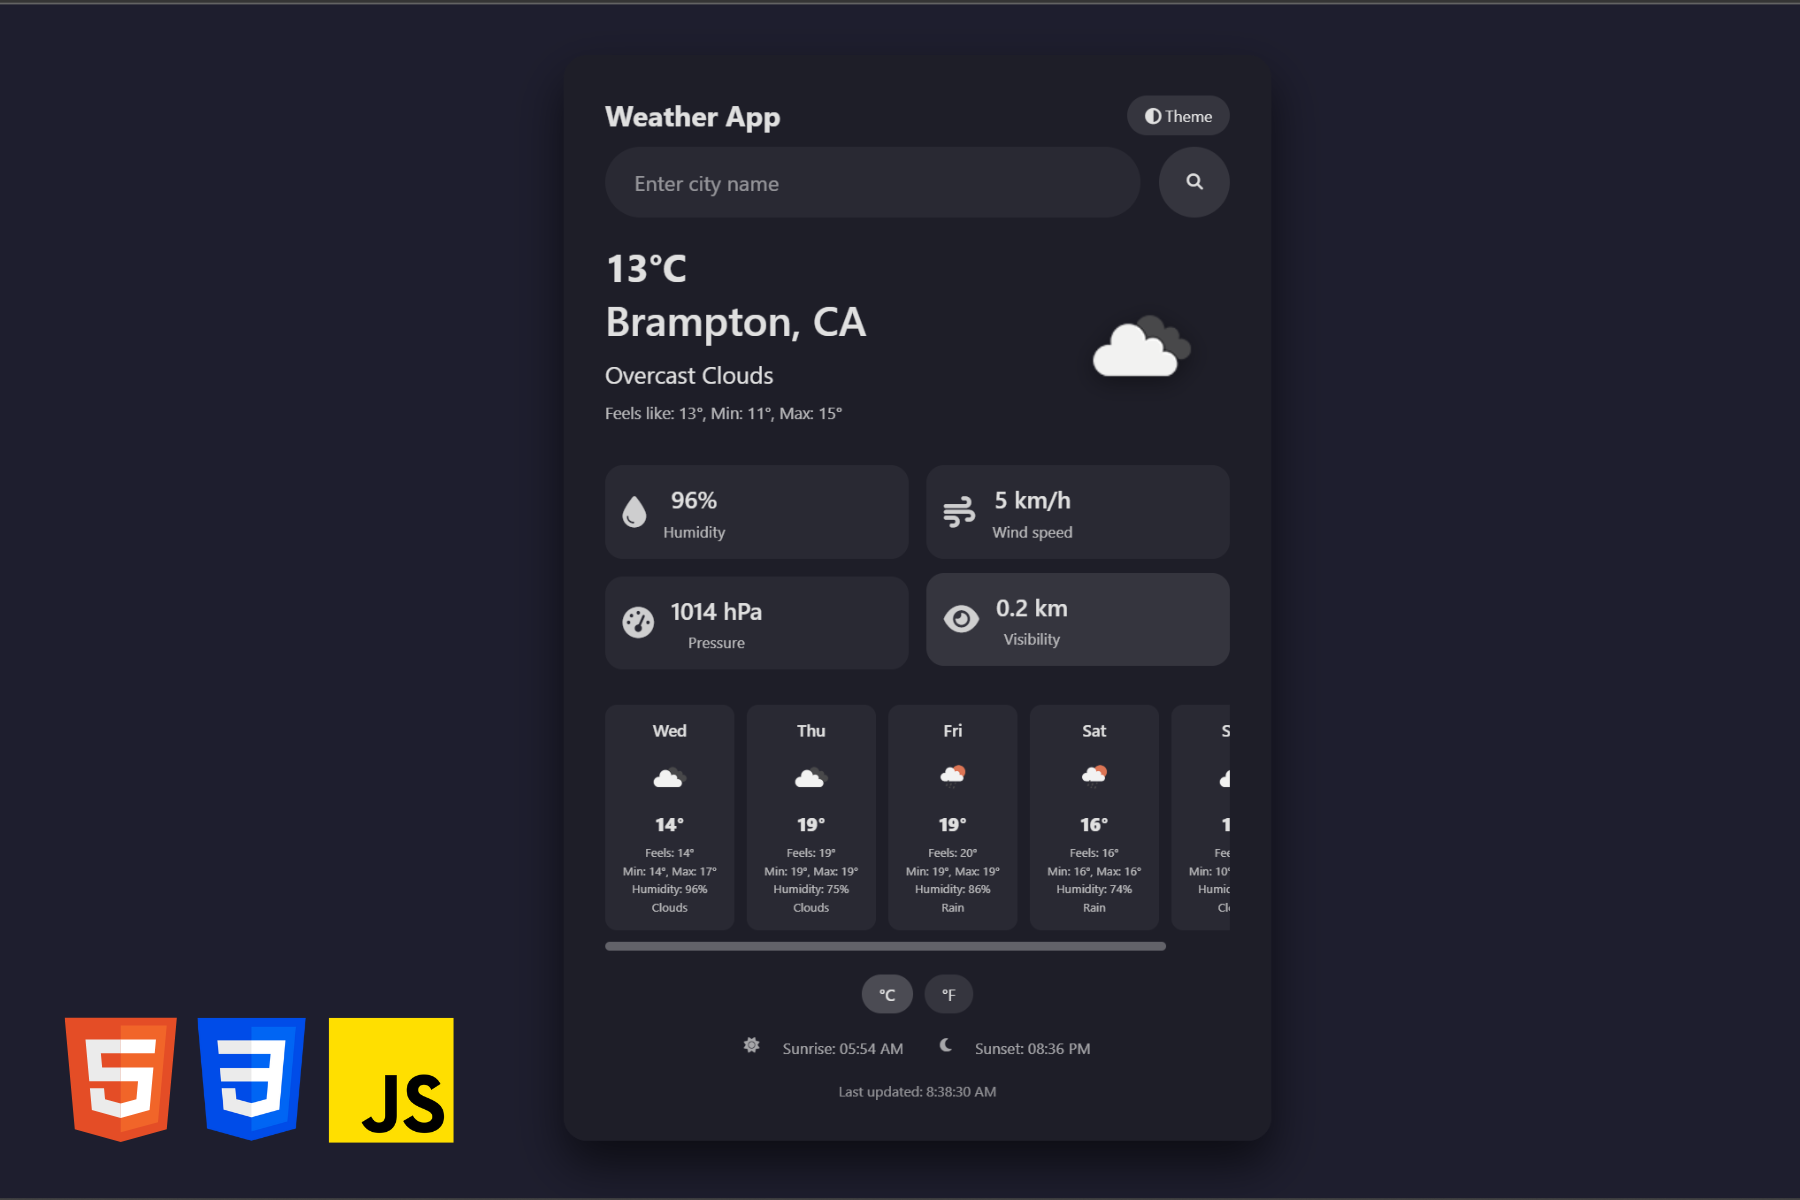 Weather App
Theme
Enter city name
13°C
Brampton, CA
Overcast Clouds
Feels like: 13°, Min: 11°, Max: 15°
96%
Humidity
5 km/h
Wind speed
1014 hPa
Pressure
0.2 km
Visibility
Wed
14°
Feels: 14°
Min: 14°, Max: 17°
Humidity: 96%
Clouds
Thu
19°
Feels: 19°
Min: 19°, Max: 19°
Humidity: 75%
Clouds
Fri
19°
Feels: 20°
Min: 19°, Max: 19°
Humidity: 86%
Rain
Sat
16°
Feels: 16°
Min: 16°, Max: 16°
Humidity: 74%
Rain
Min: 10°
°C
°F
Sunrise: 05:54 AM
Sunset: 08:36 PM
Last updated: 8:38:30 AM
5
3
JS